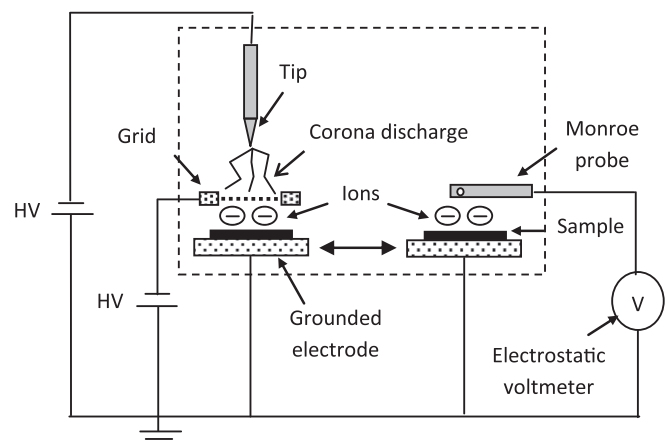 Tip
Grid
Corona discharge
Monroe
probe
HV
Ions
Sample
HV
Grounded
electrode
V
Electrostatic
voltmeter